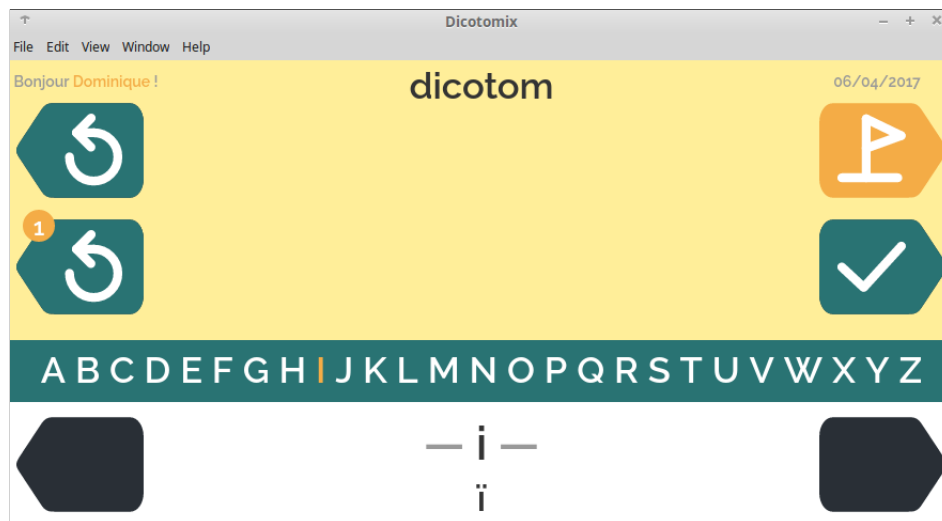 Dicotomix
File Edit View Window Help
Bonjour Dominique !
dicotom
06/04/2017
1
A B C D E F G H I J K L M N O P Q R S T U V W X Y Z
— i —
ï